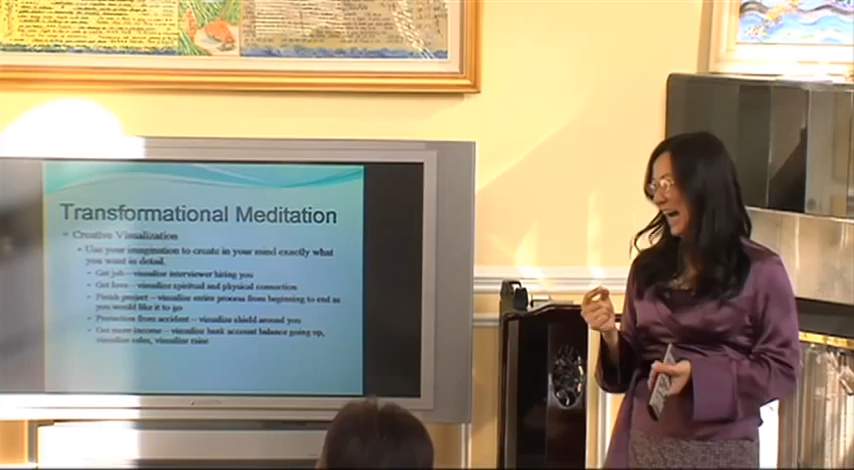 Transformational Meditation
Creative Visualization
- Use your imagination to create in your mind exactly what
you want in detail.
- Get job – visualize interviewer hiring you
- Get love – visualize spiritual and physical connection
- Finish project – visualize entire process from beginning to end as
you would like it to go
- Protection from accident – visualize shield around you
- Get more income – visualize bank account balance going up,
visualize sales, visualize raise